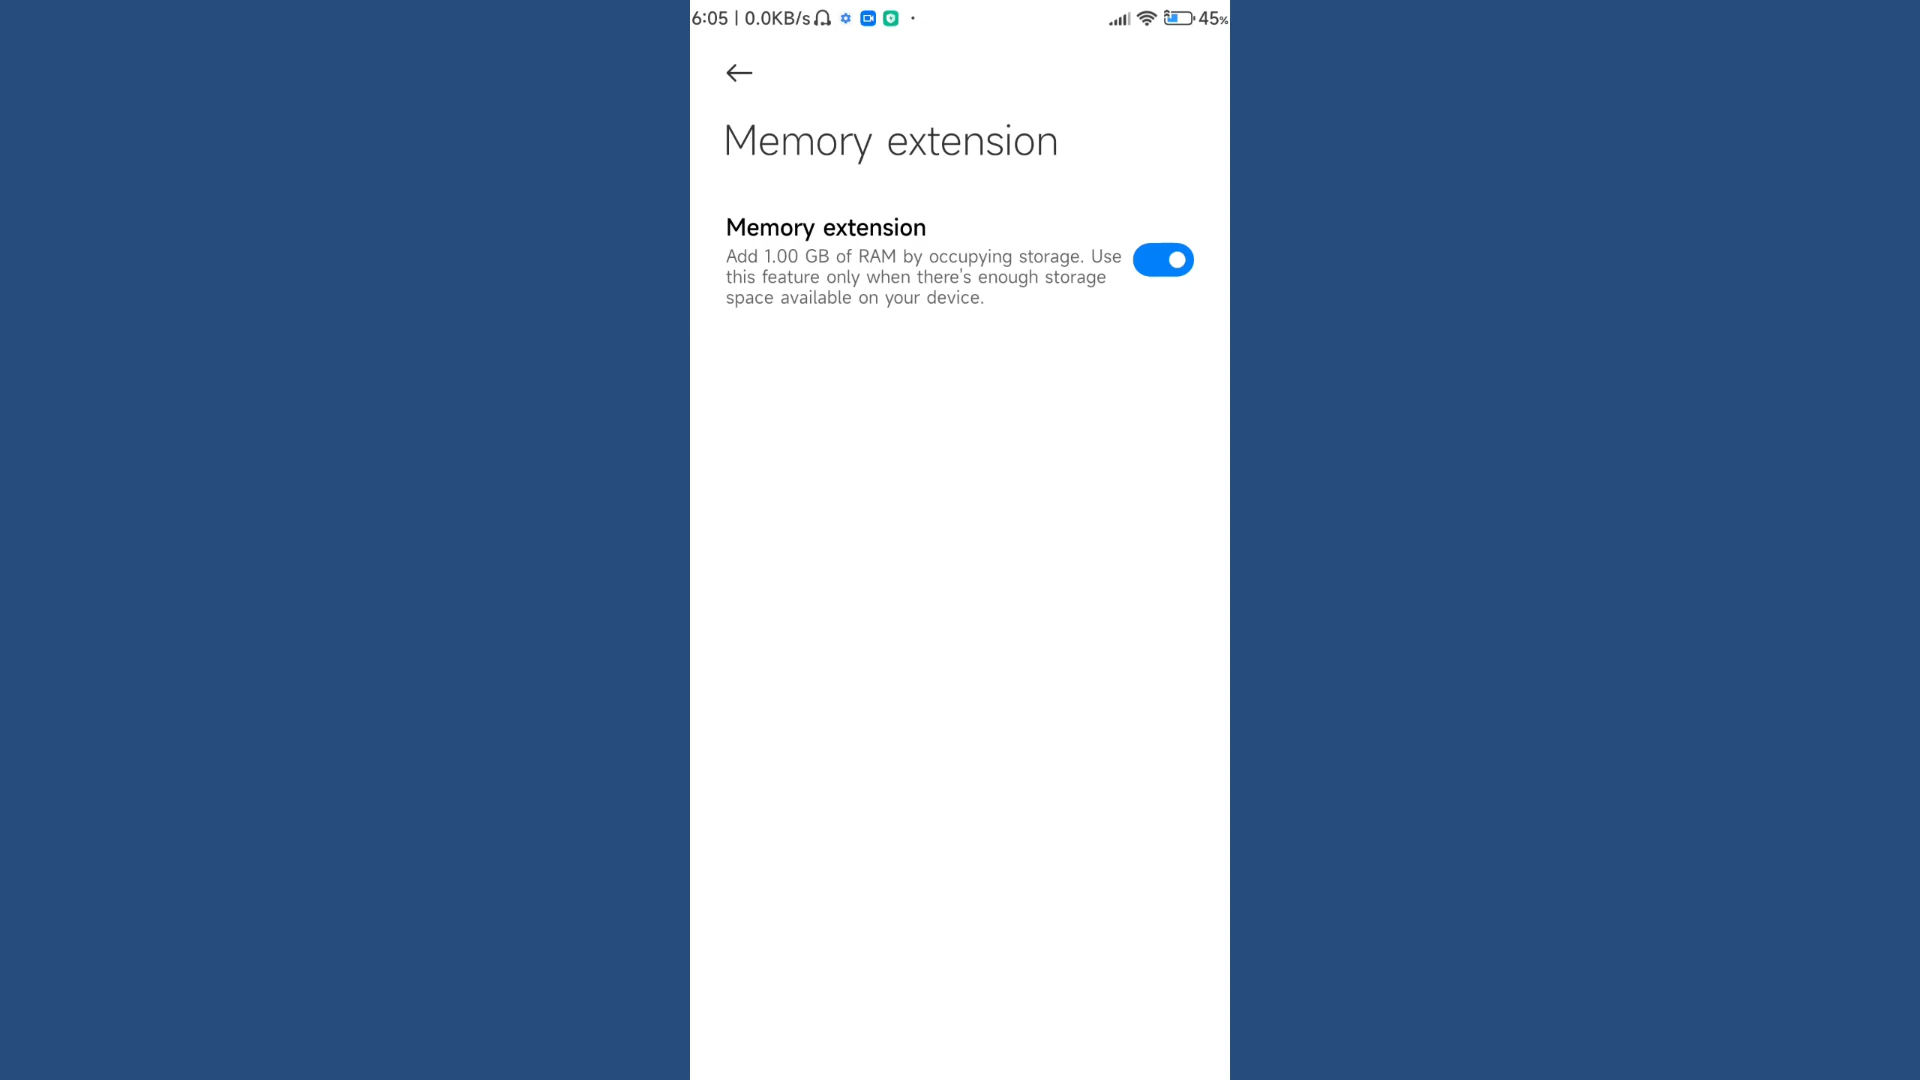 6:05 | 0.0KB/s 45%
Memory extension
Memory extension
Add 1.00 GB of RAM by occupying storage. Use
this feature only when there's enough storage
space available on your device.